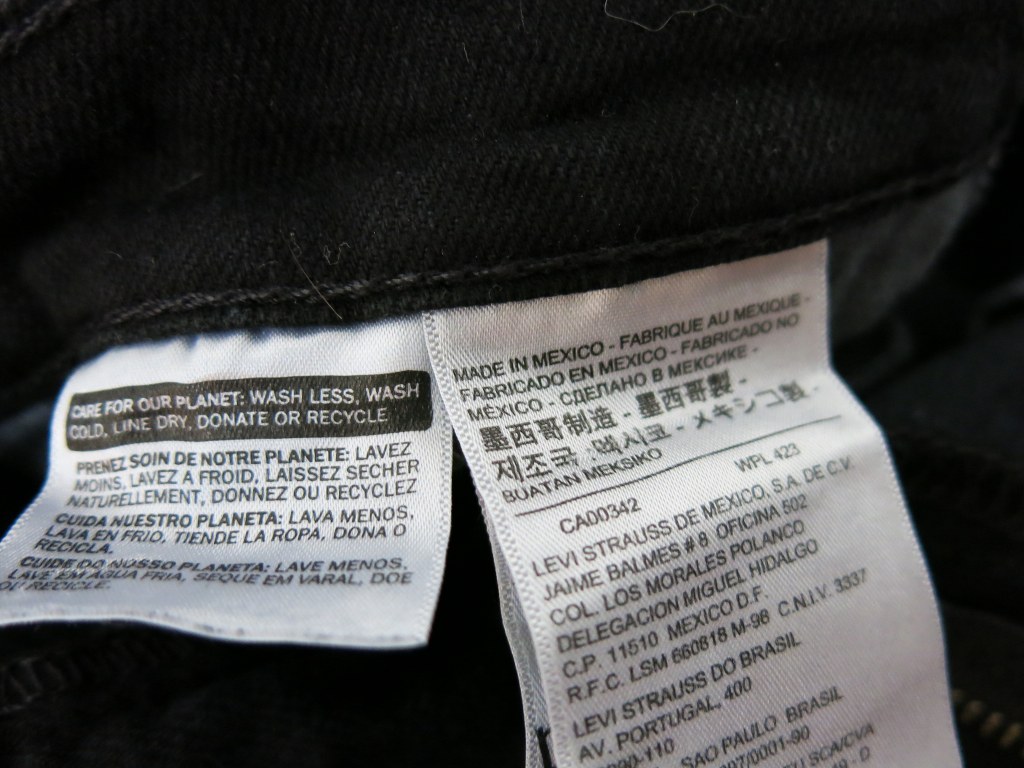 CARE FOR OUR PLANET: WASH LESS, WASH
COLD, LINE DRY, DONATE OR RECYCLE
PRENEZ SOIN DE NOTRE PLANETE: LAVEZ
MOINS, LAVEZ A FROID, LAISSEZ SECHER
NATURELLEMENT, DONNEZ OU RECYCLEZ
CUIDA NUESTRO PLANETA: LAVA MENOS,
LAVA EN FRIO, TIENDE LA ROPA, DONA O
RECICLA.
CUIDE DO NOSSO PLANETA: LAVE MENOS,
LAVE EM AGUA FRIA, SEQUE EM VARAL, DOE
OU RECICLE.
MADE IN MEXICO - FABRIQUE AU MEXIQUE -
FABRICADO EN MEXICO - FABRICADO NO
MÉXICO - СДЕЛАНО В МЕКСИКЕ -
墨西哥制造 - 墨西哥製 -
제조국 : 멕시코 - メキシコ製 -
BUATAN MEKSIKO
CA00342 WPL 423
LEVI STRAUSS DE MEXICO, S.A. DE C.V.
JAIME BALMES # 8 OFICINA 502
COL. LOS MORALES POLANCO
DELEGACION MIGUEL HIDALGO
C.P. 11510 MEXICO D.F.
R.F.C. LSM 660818 M-96 C.N.I.V. 3337
LEVI STRAUSS DO BRASIL
AV. PORTUGAL, 400
-110 SAO PAULO BRASIL
/0001-90